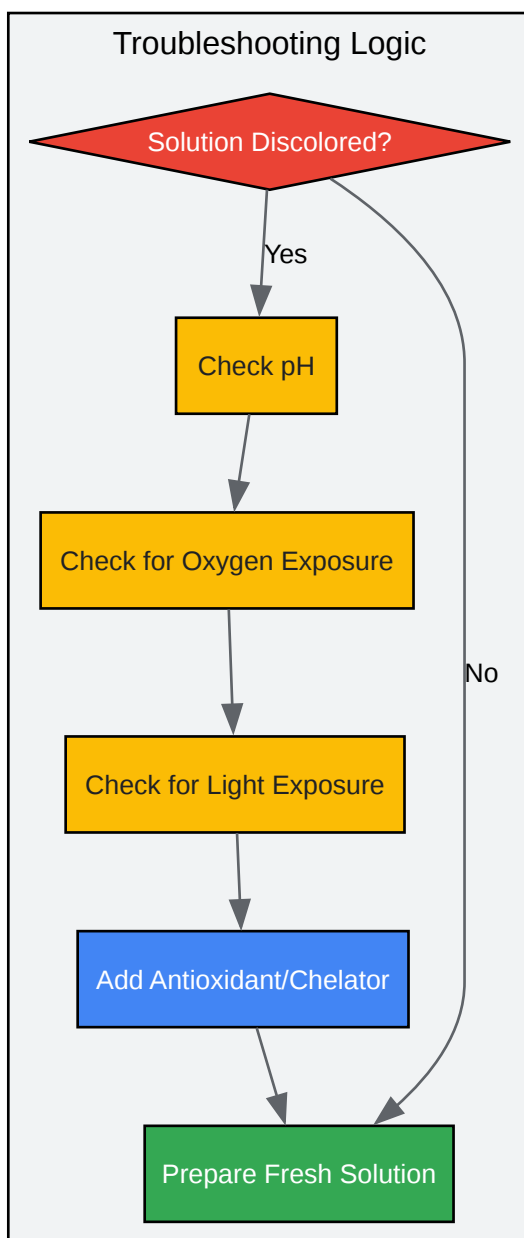 Troubleshooting Logic
Solution Discolored?
Yes
Check pH
Check for Oxygen Exposure
No
Check for Light Exposure
Add Antioxidant/Chelator
Prepare Fresh Solution